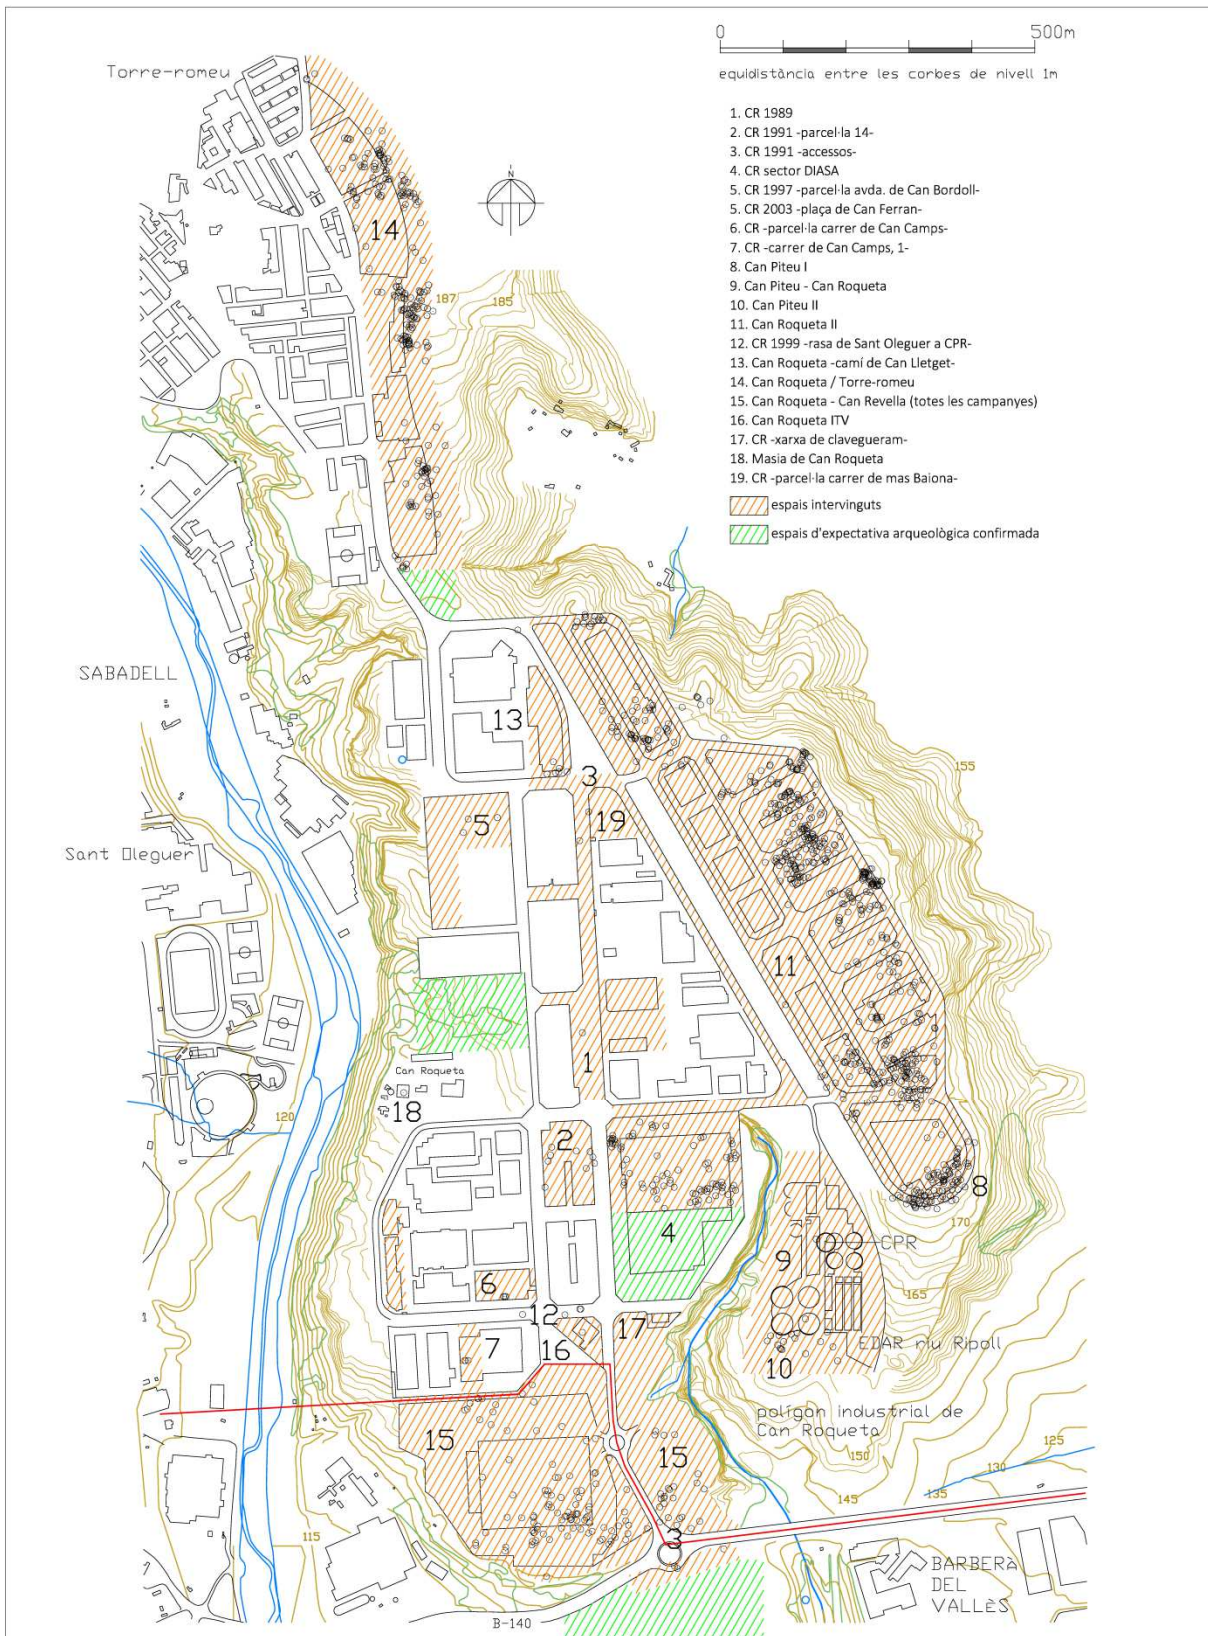 0 500m
equidistància entre les corbes de nivell 1m
Torre-romeu
1. CR 1989
2. CR 1991 -parcel·la 14-
3. CR 1991 -accessos-
4. CR sector DIASA
5. CR 1997 -parcel·la avda. de Can Bordoll-
5. CR 2003 -plaça de Can Ferran-
6. CR -parcel·la carrer de Can Camps-
7. CR -carrer de Can Camps, 1-
8. Can Piteu I
9. Can Piteu - Can Roqueta
10. Can Piteu II
11. Can Roqueta II
12. CR 1999 -rasa de Sant Oleguer a CPR-
13. Can Roqueta -camí de Can Lletget-
14. Can Roqueta / Torre-romeu
15. Can Roqueta - Can Revella (totes les campanyes)
16. Can Roqueta ITV
17. CR -xarxa de clavegueram-
18. Masia de Can Roqueta
19. CR -parcel·la carrer de mas Baiona-
espais intervinguts
espais d'expectativa arqueològica confirmada
N
14
187
185
SABADELL
13
3
155
5
19
Sant Oleguer
11
1
Can Roqueta
18
120
2
8
170
4
CPR
9
6
165
12
17
EDAR riu Ripoll
7
16
10
polígon industrial de
Can Roqueta
15
15
150
125
130
145
135
115
3
BARBERÀ
DEL
VALLÈS
B-140